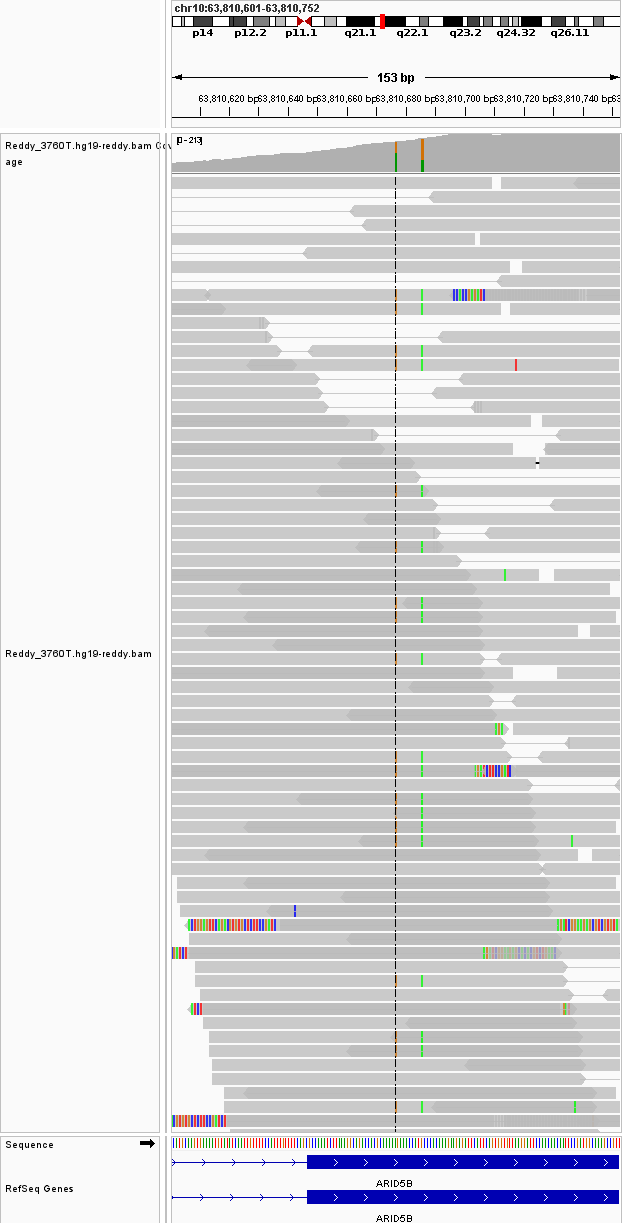 chr10:63,810,601-63,810,752
p14 p12.2 p11.1 q21.1 q22.1 q23.2 q24.32 q26.11
153 bp
63,810,620 bp 63,810,640 bp 63,810,660 bp 63,810,680 bp 63,810,700 bp 63,810,720 bp 63,810,740 bp 63
[0-213]
Reddy_3760T.hg19-reddy.bam Cov
age
Reddy_3760T.hg19-reddy.bam
Sequence
ARID5B
RefSeq Genes
ARID5B